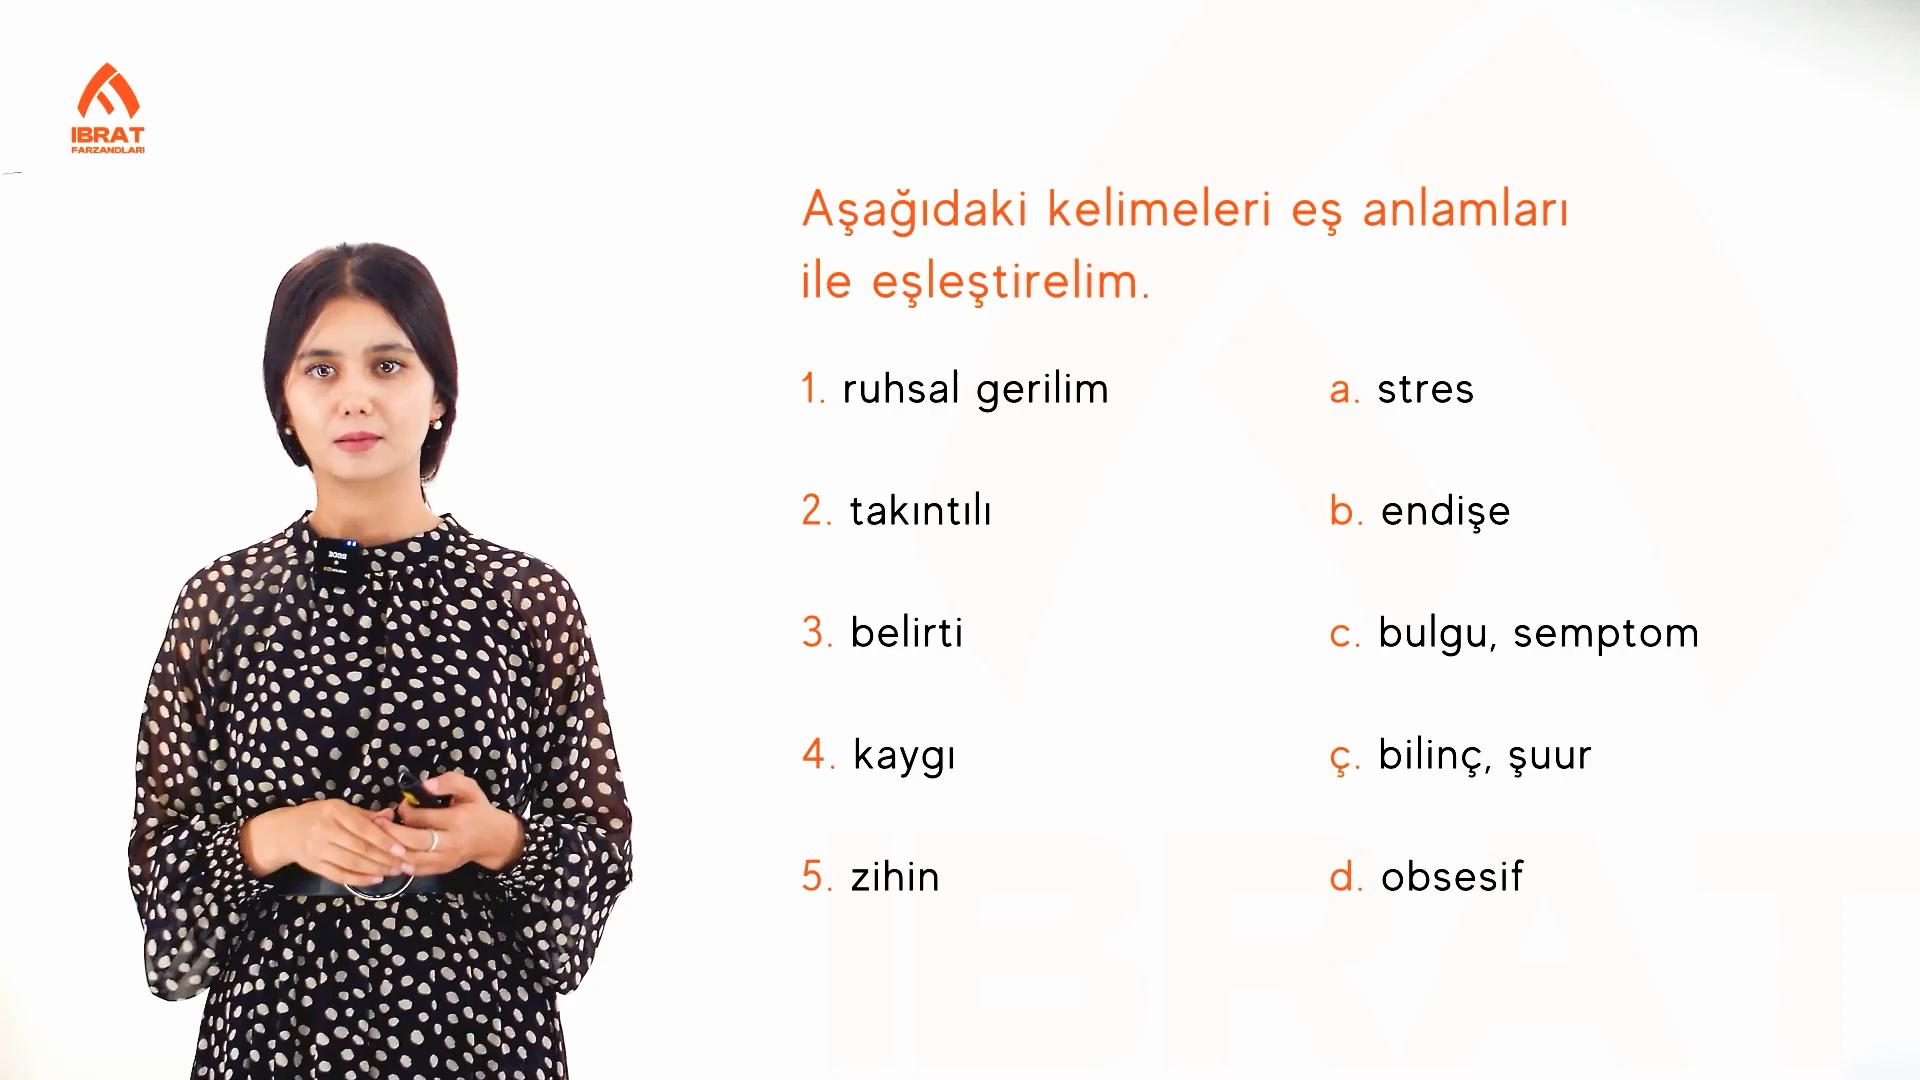 IBRAT
FARZANDLARI
Aşağıdaki kelimeleri eş anlamları
ile eşleştirelim.
1. ruhsal gerilim
a. stres
2. takıntılı
b. endişe
3. belirti
c. bulgu, semptom
4. kaygı
ç. bilinç, şuur
5. zihin
d. obsesif
IBRAT